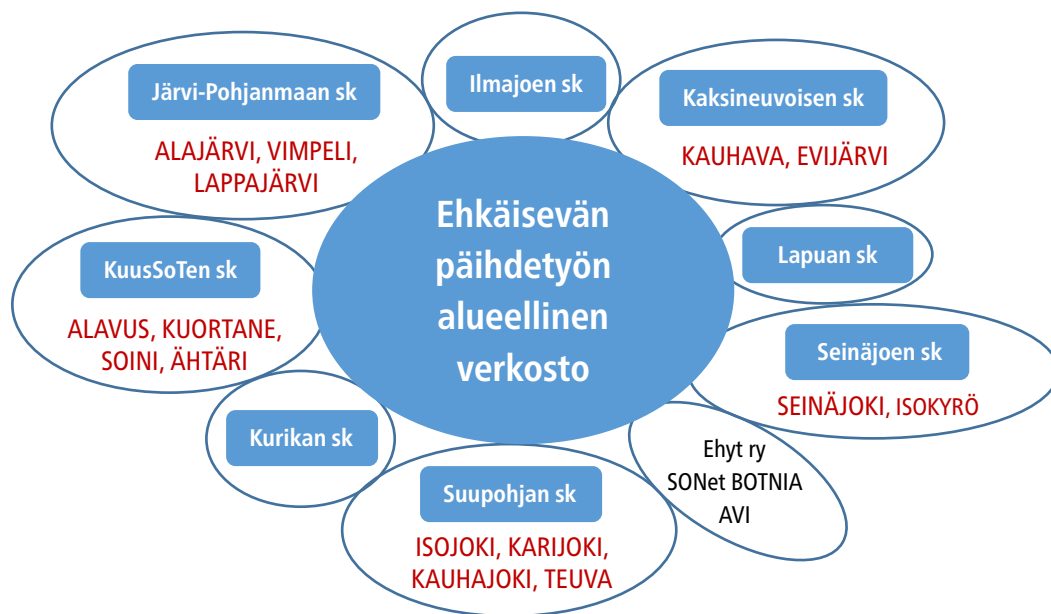 Järvi-Pohjanmaan sk
ALAJÄRVI, VIMPELI,
LAPPAJÄRVI
Ilmajoen sk
Kaksineuvoisen sk
KAUHAVA, EVIJÄRVI
Ehkäisevän
päihdetyön
alueellinen
verkosto
Lapuan sk
KuusSoTen sk
ALAVUS, KUORTANE,
SOINI, ÄHTÄRI
Seinäjoen sk
SEINÄJOKI, ISOKYRÖ
Kurikan sk
Ehyt ry
SONet BOTNIA
AVI
Suupohjan sk
ISOJOKI, KARIJOKI,
KAUHAJOKI, TEUVA